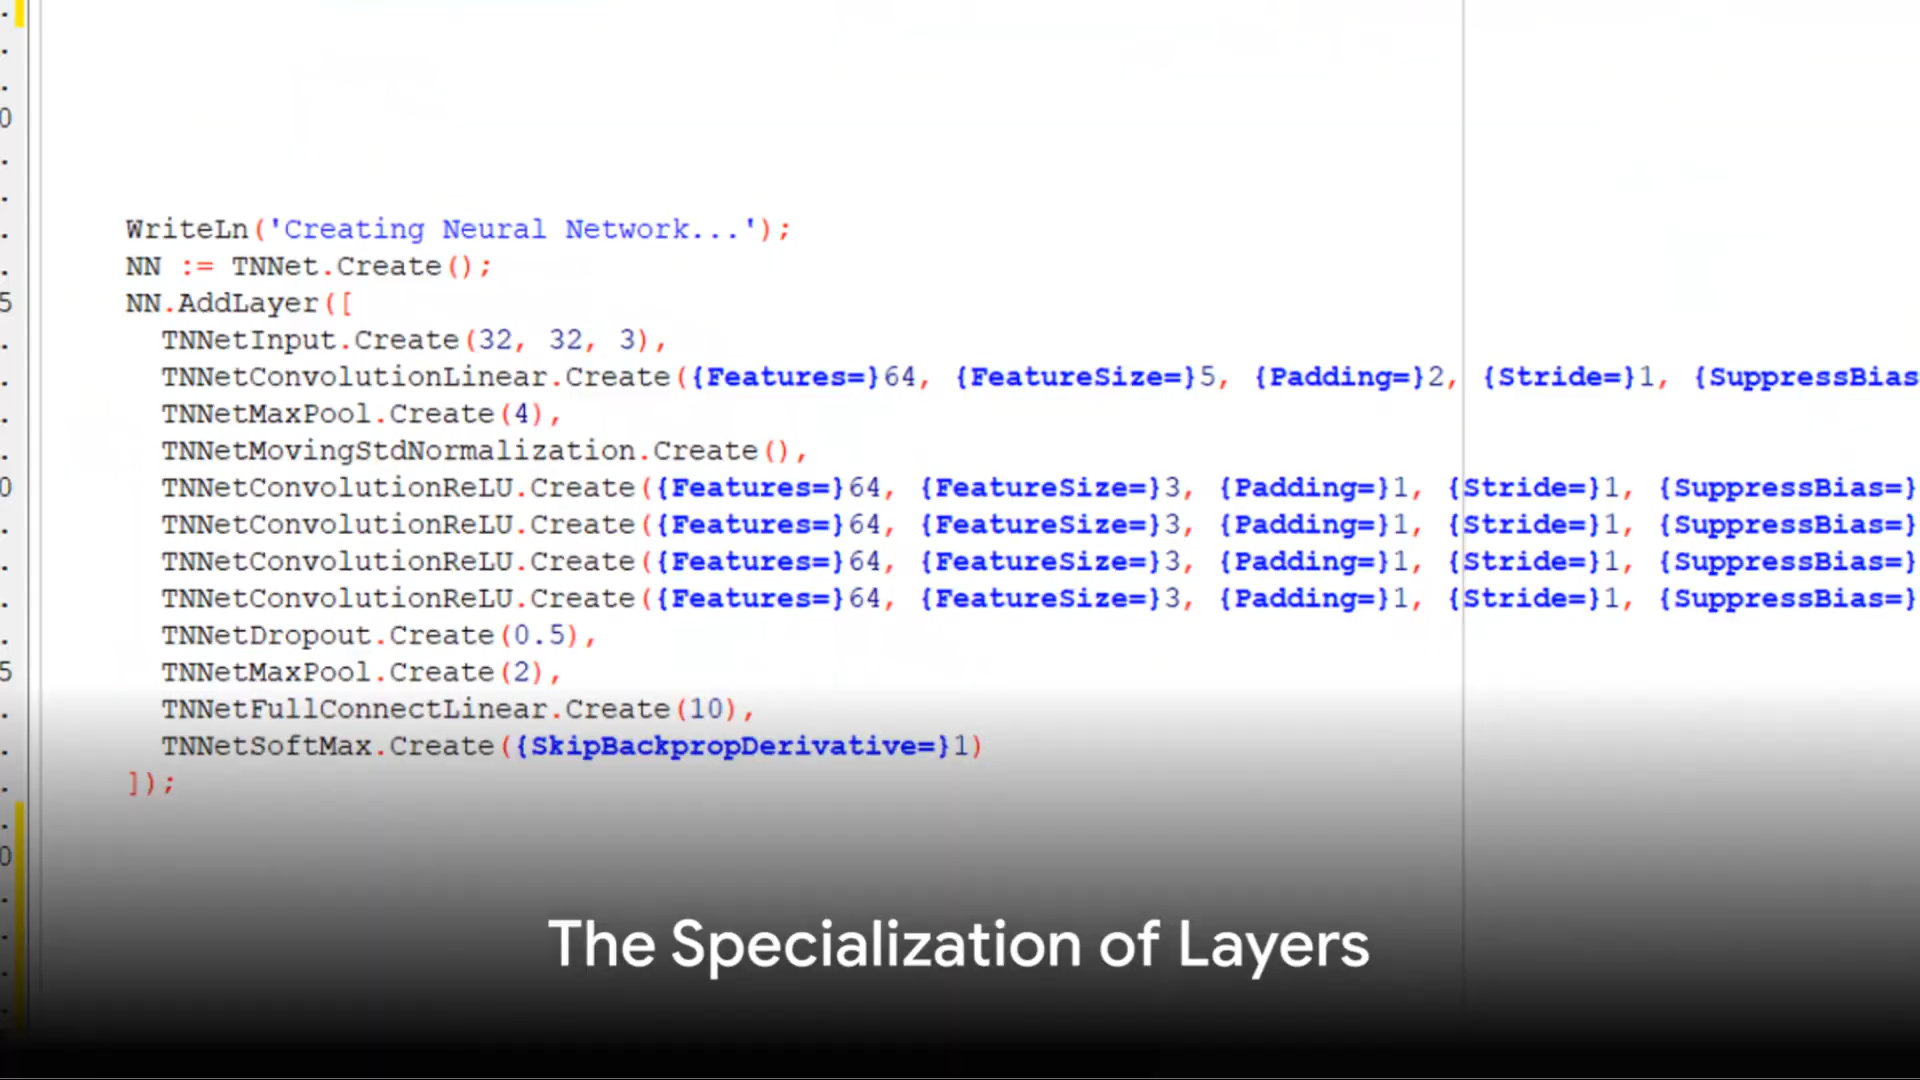 WriteLn('Creating Neural Network...');
NN := TNNet.Create();
5
NN.AddLayer([
TNNetInput.Create(32, 32, 3),
TNNetConvolutionLinear.Create({Features=}64, {FeatureSize=}5, {Padding=}2, {Stride=}1, {SuppressBias
TNNetMaxPool.Create(4),
TNNetMovingStdNormalization.Create(),
0
TNNetConvolutionReLU.Create({Features=}64, {FeatureSize=}3, {Padding=}1, {Stride=}1, {SuppressBias=}
TNNetConvolutionReLU.Create({Features=}64, {FeatureSize=}3, {Padding=}1, {Stride=}1, {SuppressBias=}
TNNetConvolutionReLU.Create({Features=}64, {FeatureSize=}3, {Padding=}1, {Stride=}1, {SuppressBias=}
TNNetConvolutionReLU.Create({Features=}64, {FeatureSize=}3, {Padding=}1, {Stride=}1, {SuppressBias=}
TNNetDropout.Create(0.5),
5
TNNetMaxPool.Create(2),
TNNetFullConnectLinear.Create(10),
TNNetSoftMax.Create({SkipBackpropDerivative=}1)
]);
The Specialization of Layers